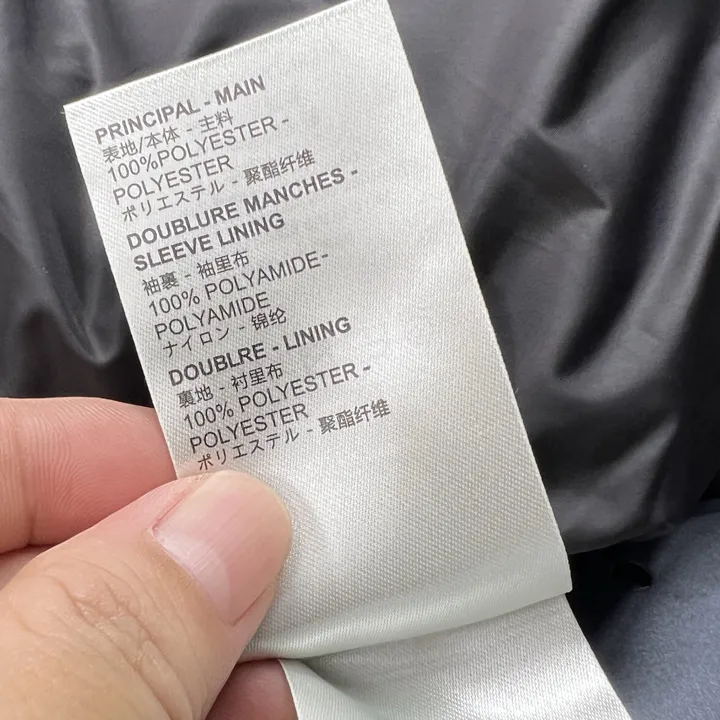 PRINCIPAL - MAIN
表地/本体 - 主料
100%POLYESTER -
POLYESTER
ポリエステル - 聚酯纤维
DOUBLURE MANCHES -
SLEEVE LINING
袖裏 - 袖里布
100% POLYAMIDE-
POLYAMIDE
ナイロン - 锦纶
DOUBLRE - LINING
裏地 - 衬里布
100% POLYESTER -
POLYESTER
ポリエステル - 聚酯纤维